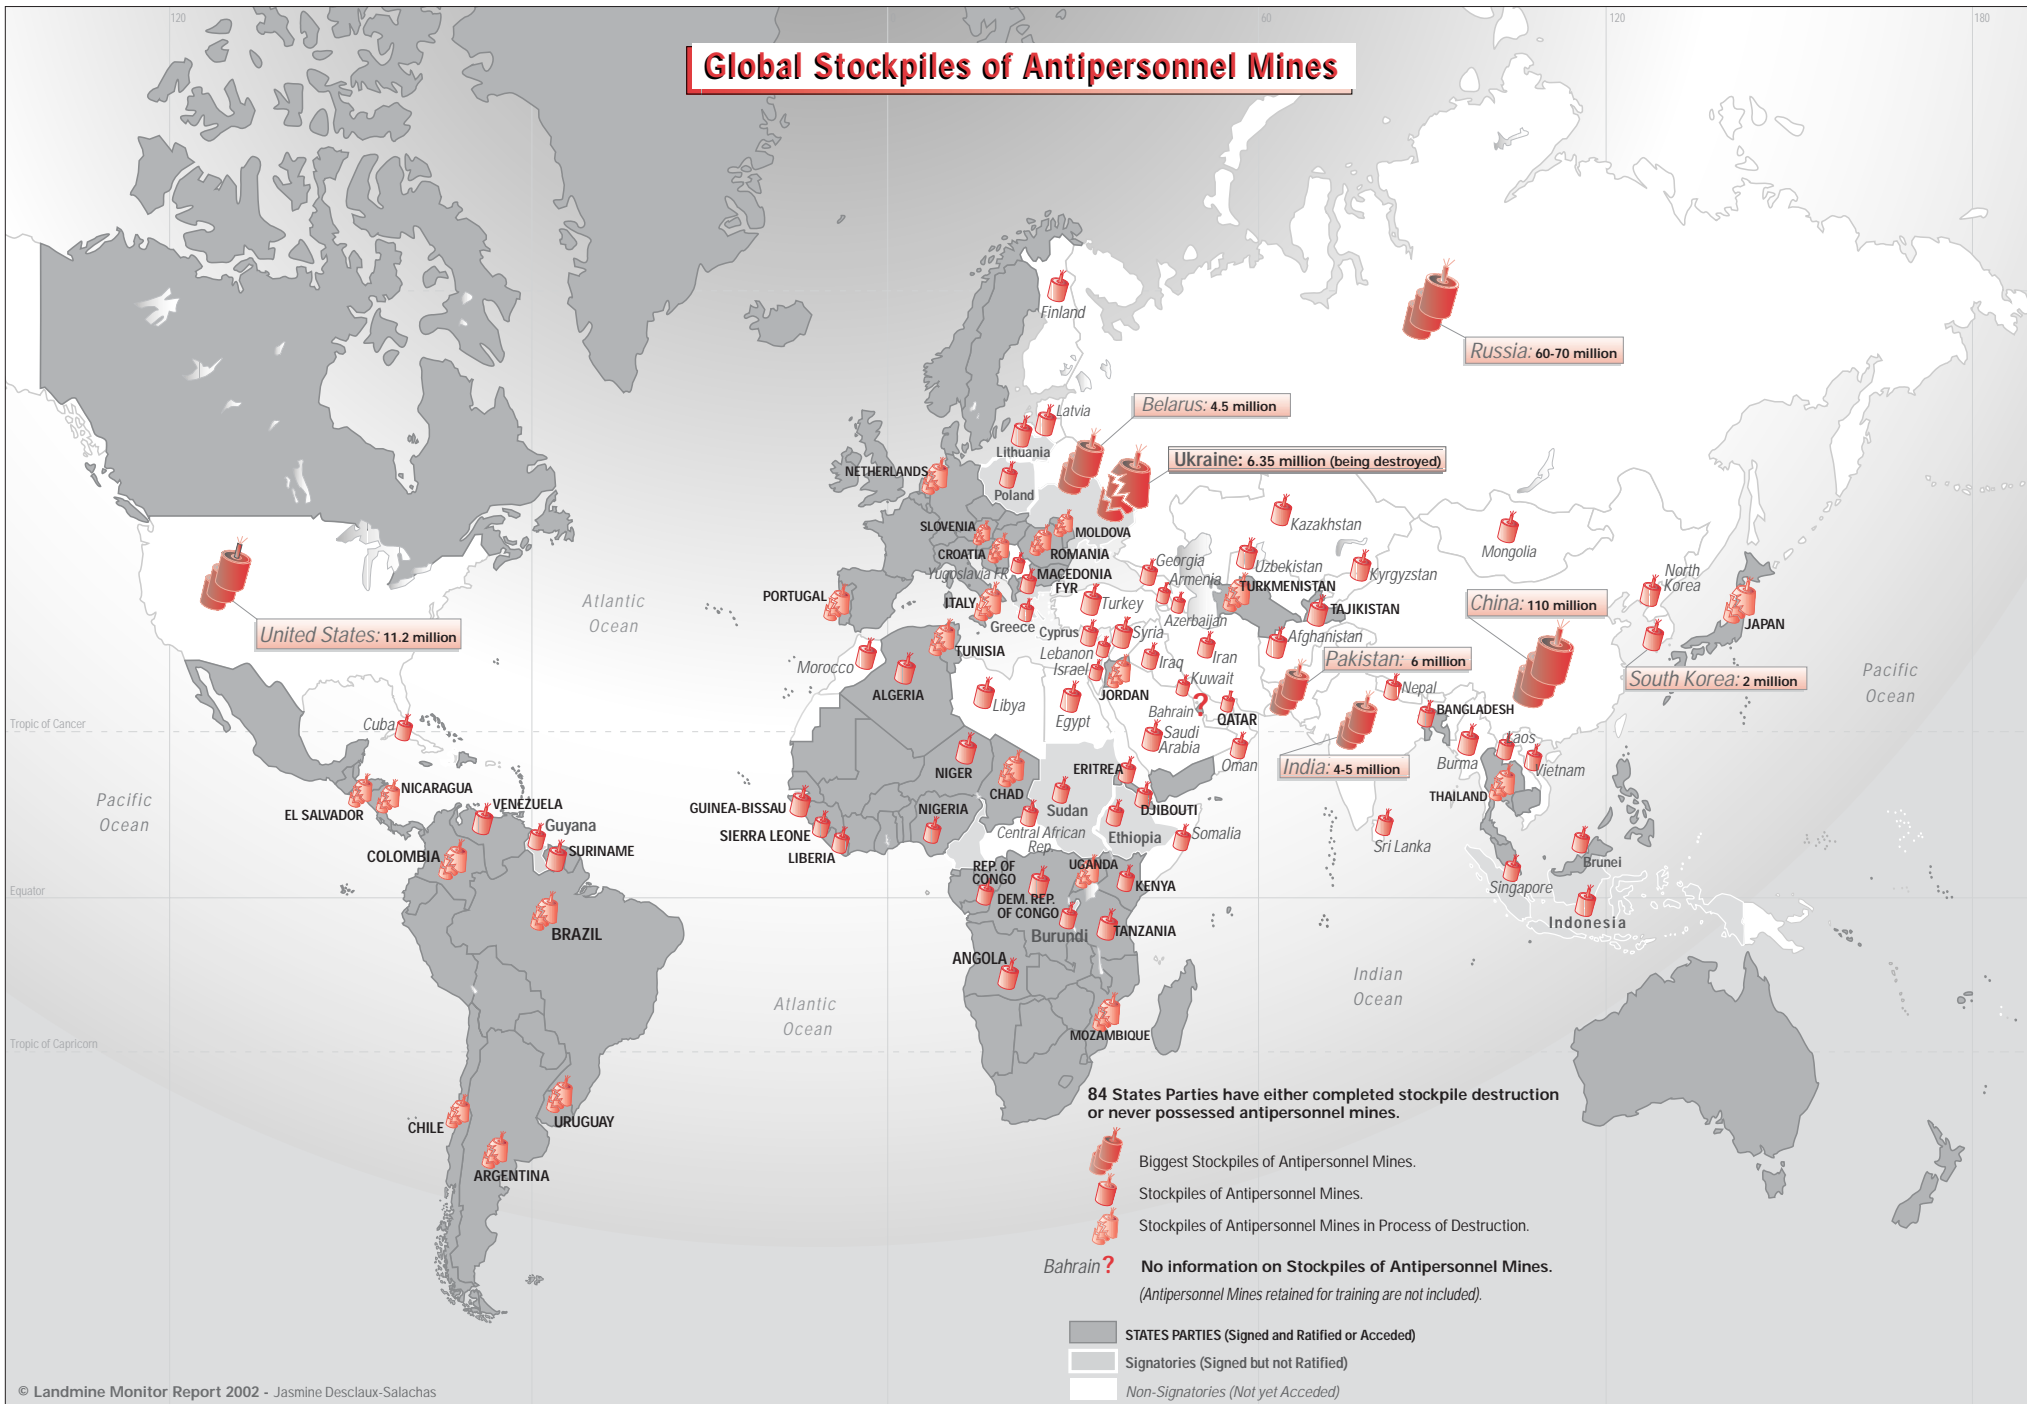 120
60
120
180
Global Stockpiles of Antipersonnel Mines
Finland
Russia: 60-70 million
Belarus: 4.5 million
Latvia
Lithuania
Ukraine: 6.35 million (being destroyed)
NETHERLANDS
Poland
Kazakhstan
SLOVENIA
MOLDOVA
Mongolia
CROATIA
ROMANIA
Georgia
Uzbekistan
Yugoslavia FR
MACEDONIA
FYR
Armenia
TURKMENISTAN
Kyrgyzstan
North
Korea
PORTUGAL
ITALY
Turkey
Azerbaijan
TAJIKISTAN
China: 110 million
Atlantic
Ocean
Greece
Cyprus
Syria
Afghanistan
JAPAN
United States: 11.2 million
TUNISIA
Lebanon
Israel
Iraq
Iran
Pakistan: 6 million
Morocco
ALGERIA
JORDAN
Kuwait
Nepal
South Korea: 2 million
Pacific
Ocean
Libya
Egypt
Bahrain ?
QATAR
BANGLADESH
Tropic of Cancer
Cuba
Saudi
Arabia
Oman
India: 4-5 million
Burma
Laos
Vietnam
NIGER
ERITREA
NICARAGUA
EL SALVADOR
VENEZUELA
Guyana
SURINAME
COLOMBIA
Pacific
Ocean
GUINEA-BISSAU
SIERRA LEONE
LIBERIA
NIGERIA
CHAD
Sudan
DJIBOUTI
THAILAND
Central African
Rep.
Ethiopia
Somalia
Sri Lanka
Brunei
Singapore
Equator
REP. OF
CONGO
UGANDA
KENYA
DEM. REP.
OF CONGO
Indonesia
BRAZIL
Burundi
TANZANIA
ANGOLA
Indian
Ocean
Atlantic
Ocean
MOZAMBIQUE
Tropic of Capricorn
CHILE
URUGUAY
ARGENTINA
84 States Parties have either completed stockpile destruction
or never possessed antipersonnel mines.
Biggest Stockpiles of Antipersonnel Mines.
Stockpiles of Antipersonnel Mines.
Stockpiles of Antipersonnel Mines in Process of Destruction.
Bahrain ? No information on Stockpiles of Antipersonnel Mines.
(Antipersonnel Mines retained for training are not included).
STATES PARTIES (Signed and Ratified or Acceded)
Signatories (Signed but not Ratified)
Non-Signatories (Not yet Acceded)
© Landmine Monitor Report 2002 - Jasmine Desclaux-Salachas